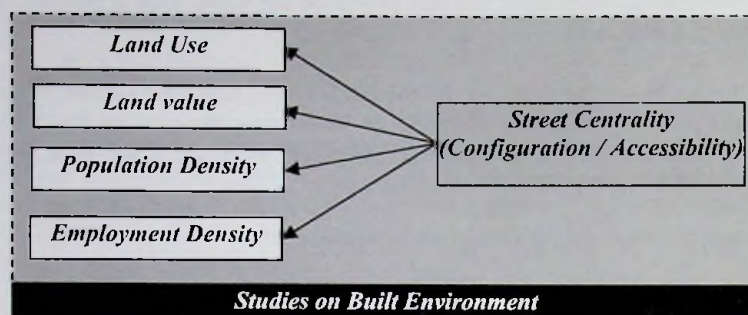 Land Use
Land value
Population Density
Employment Density
Street Centrality
(Configuration / Accessibility)
Studies on Built Environment